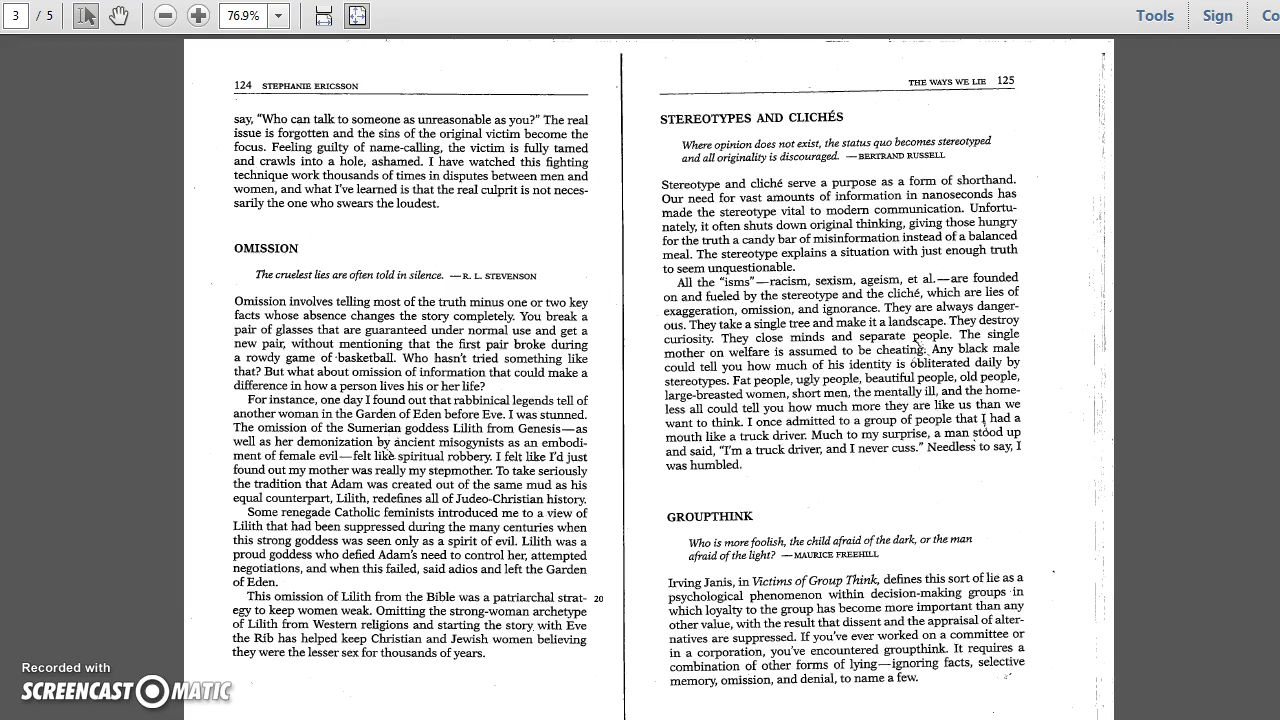 3 / 5
76.9%
Tools
Sign
Co
124 STEPHANIE ERICSSON
say, “Who can talk to someone as unreasonable as you?” The real
issue is forgotten and the sins of the original victim become the
focus. Feeling guilty of name-calling, the victim is fully tamed
and crawls into a hole, ashamed. I have watched this fighting
technique work thousands of times in disputes between men and
women, and what I’ve learned is that the real culprit is not neces-
sarily the one who swears the loudest.
OMISSION
The cruelest lies are often told in silence. —R. L. STEVENSON
Omission involves telling most of the truth minus one or two key
facts whose absence changes the story completely. You break a
pair of glasses that are guaranteed under normal use and get a
new pair, without mentioning that the first pair broke during
a rowdy game of basketball. Who hasn’t tried something like
that? But what about omission of information that could make a
difference in how a person lives his or her life?
For instance, one day I found out that rabbinical legends tell of
another woman in the Garden of Eden before Eve. I was stunned.
The omission of the Sumerian goddess Lilith from Genesis—as
well as her demonization by ancient misogynists as an embodi-
ment of female evil—felt like spiritual robbery. I felt like I’d just
found out my mother was really my stepmother. To take seriously
the tradition that Adam was created out of the same mud as his
equal counterpart, Lilith, redefines all of Judeo-Christian history.
Some renegade Catholic feminists introduced me to a view of
Lilith that had been suppressed during the many centuries when
this strong goddess was seen only as a spirit of evil. Lilith was a
proud goddess who defied Adam’s need to control her, attempted
negotiations, and when this failed, said adios and left the Garden
of Eden.
This omission of Lilith from the Bible was a patriarchal strat- 20
egy to keep women weak. Omitting the strong-woman archetype
of Lilith from Western religions and starting the story with Eve
the Rib has helped keep Christian and Jewish women believing
they were the lesser sex for thousands of years.
THE WAYS WE LIE 125
STEREOTYPES AND CLICHÉS
Where opinion does not exist, the status quo becomes stereotyped
and all originality is discouraged. —BERTRAND RUSSELL
Stereotype and cliché serve a purpose as a form of shorthand.
Our need for vast amounts of information in nanoseconds has
made the stereotype vital to modern communication. Unfortu-
nately, it often shuts down original thinking, giving those hungry
for the truth a candy bar of misinformation instead of a balanced
meal. The stereotype explains a situation with just enough truth
to seem unquestionable.
All the “isms”—racism, sexism, ageism, et al.—are founded
on and fueled by the stereotype and the cliché, which are lies of
exaggeration, omission, and ignorance. They are always danger-
ous. They take a single tree and make it a landscape. They destroy
curiosity. They close minds and separate people. The single
mother on welfare is assumed to be cheating. Any black male
could tell you how much of his identity is obliterated daily by
stereotypes. Fat people, ugly people, beautiful people, old people,
large-breasted women, short men, the mentally ill, and the home-
less all could tell you how much more they are like us than we
want to think. I once admitted to a group of people that I had a
mouth like a truck driver. Much to my surprise, a man stood up
and said, “I’m a truck driver, and I never cuss.” Needless to say, I
was humbled.
GROUPTHINK
Who is more foolish, the child afraid of the dark, or the man
afraid of the light? —MAURICE FREEHILL
Irving Janis, in Victims of Group Think, defines this sort of lie as a
psychological phenomenon within decision-making groups in
which loyalty to the group has become more important than any
other value, with the result that dissent and the appraisal of alter-
natives are suppressed. If you’ve ever worked on a committee or
in a corporation, you’ve encountered groupthink. It requires a
combination of other forms of lying—ignoring facts, selective
memory, omission, and denial, to name a few.
Recorded with
SCREENCAST MATIC